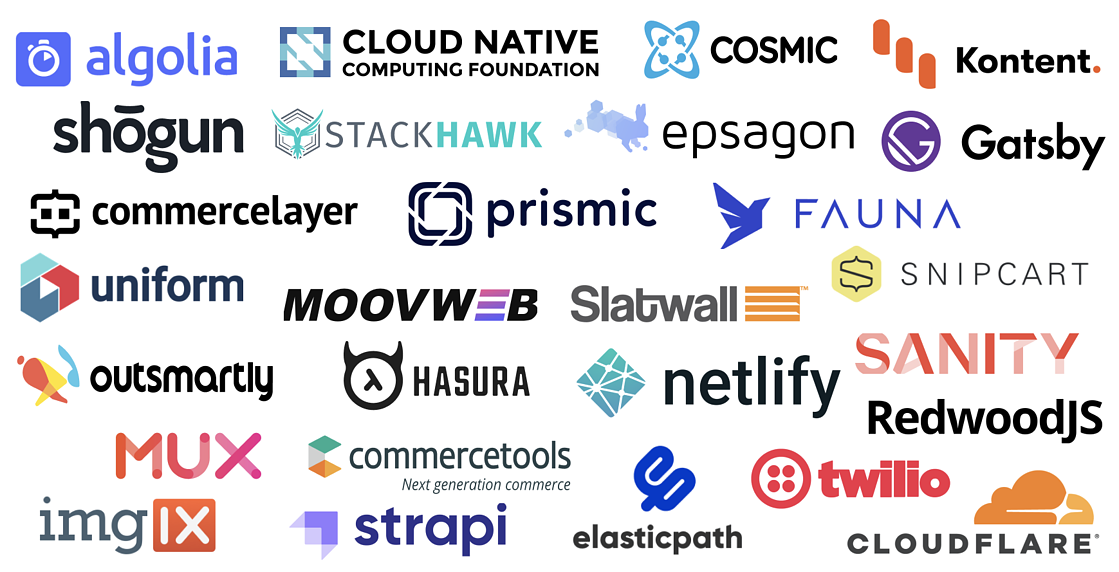 algolia
CLOUD NATIVE
COMPUTING FOUNDATION
COSMIC
Kontent.
shōgun
STACKHAWK
epsagon
Gatsby
commercelayer
prismic
FAUNA
uniform
MOOVWEB
Slatwall™
SNIPCART
outsmartly
HASURA
netlify
SANITY
RedwoodJS
MUX
commercetools
Next generation commerce
elasticpath
twilio
imgIX
strapi
CLOUDFLARE®